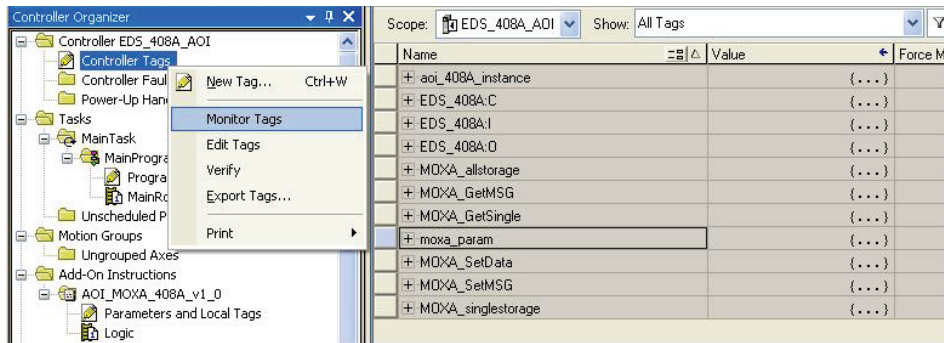 Controller Organizer
Controller EDS_408A_AOI
Controller Tags
Controller Faul
Power-Up Han
Tasks
MainTask
MainProgra
Progra
MainRo
Unscheduled P
Motion Groups
Ungrouped Axes
Add-On Instructions
AOI_MOXA_408A_v1_0
Parameters and Local Tags
Logic
New Tag... Ctrl+W
Monitor Tags
Edit Tags
Verify
Export Tags...
Print
Scope: EDS_408A_AOI Show: All Tags
Name Value Force M
aoi_408A_instance {...}
EDS_408A:C {...}
EDS_408A:I {...}
EDS_408A:O {...}
MOXA_allstorage {...}
MOXA_GetMSG {...}
MOXA_GetSingle {...}
moxa_param {...}
MOXA_SetData {...}
MOXA_SetMSG {...}
MOXA_singlestorage {...}